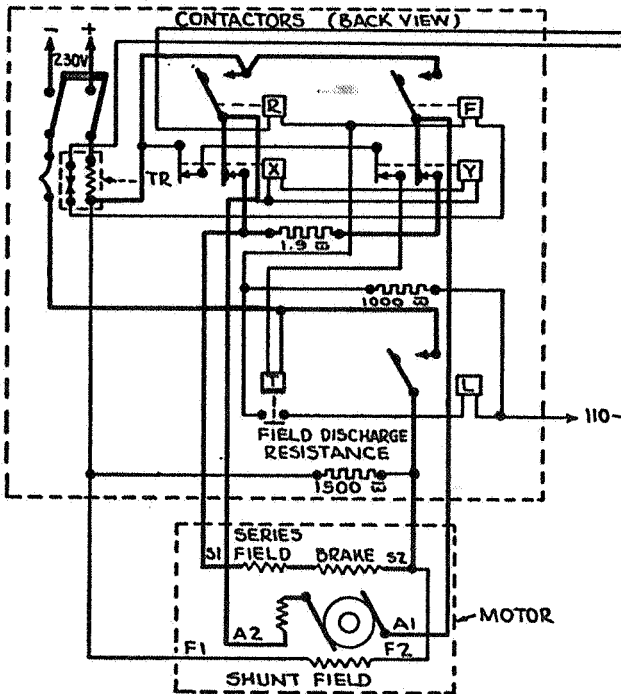 CONTACTORS (BACK VIEW)
- +
230V
R
F
X
Y
TR
1.9 ω
1000 ω
T
L
110-
FIELD DISCHARGE
RESISTANCE
1500 ω
SERIES
S1 FIELD BRAKE S2
MOTOR
A2
A1
F1
F2
SHUNT FIELD